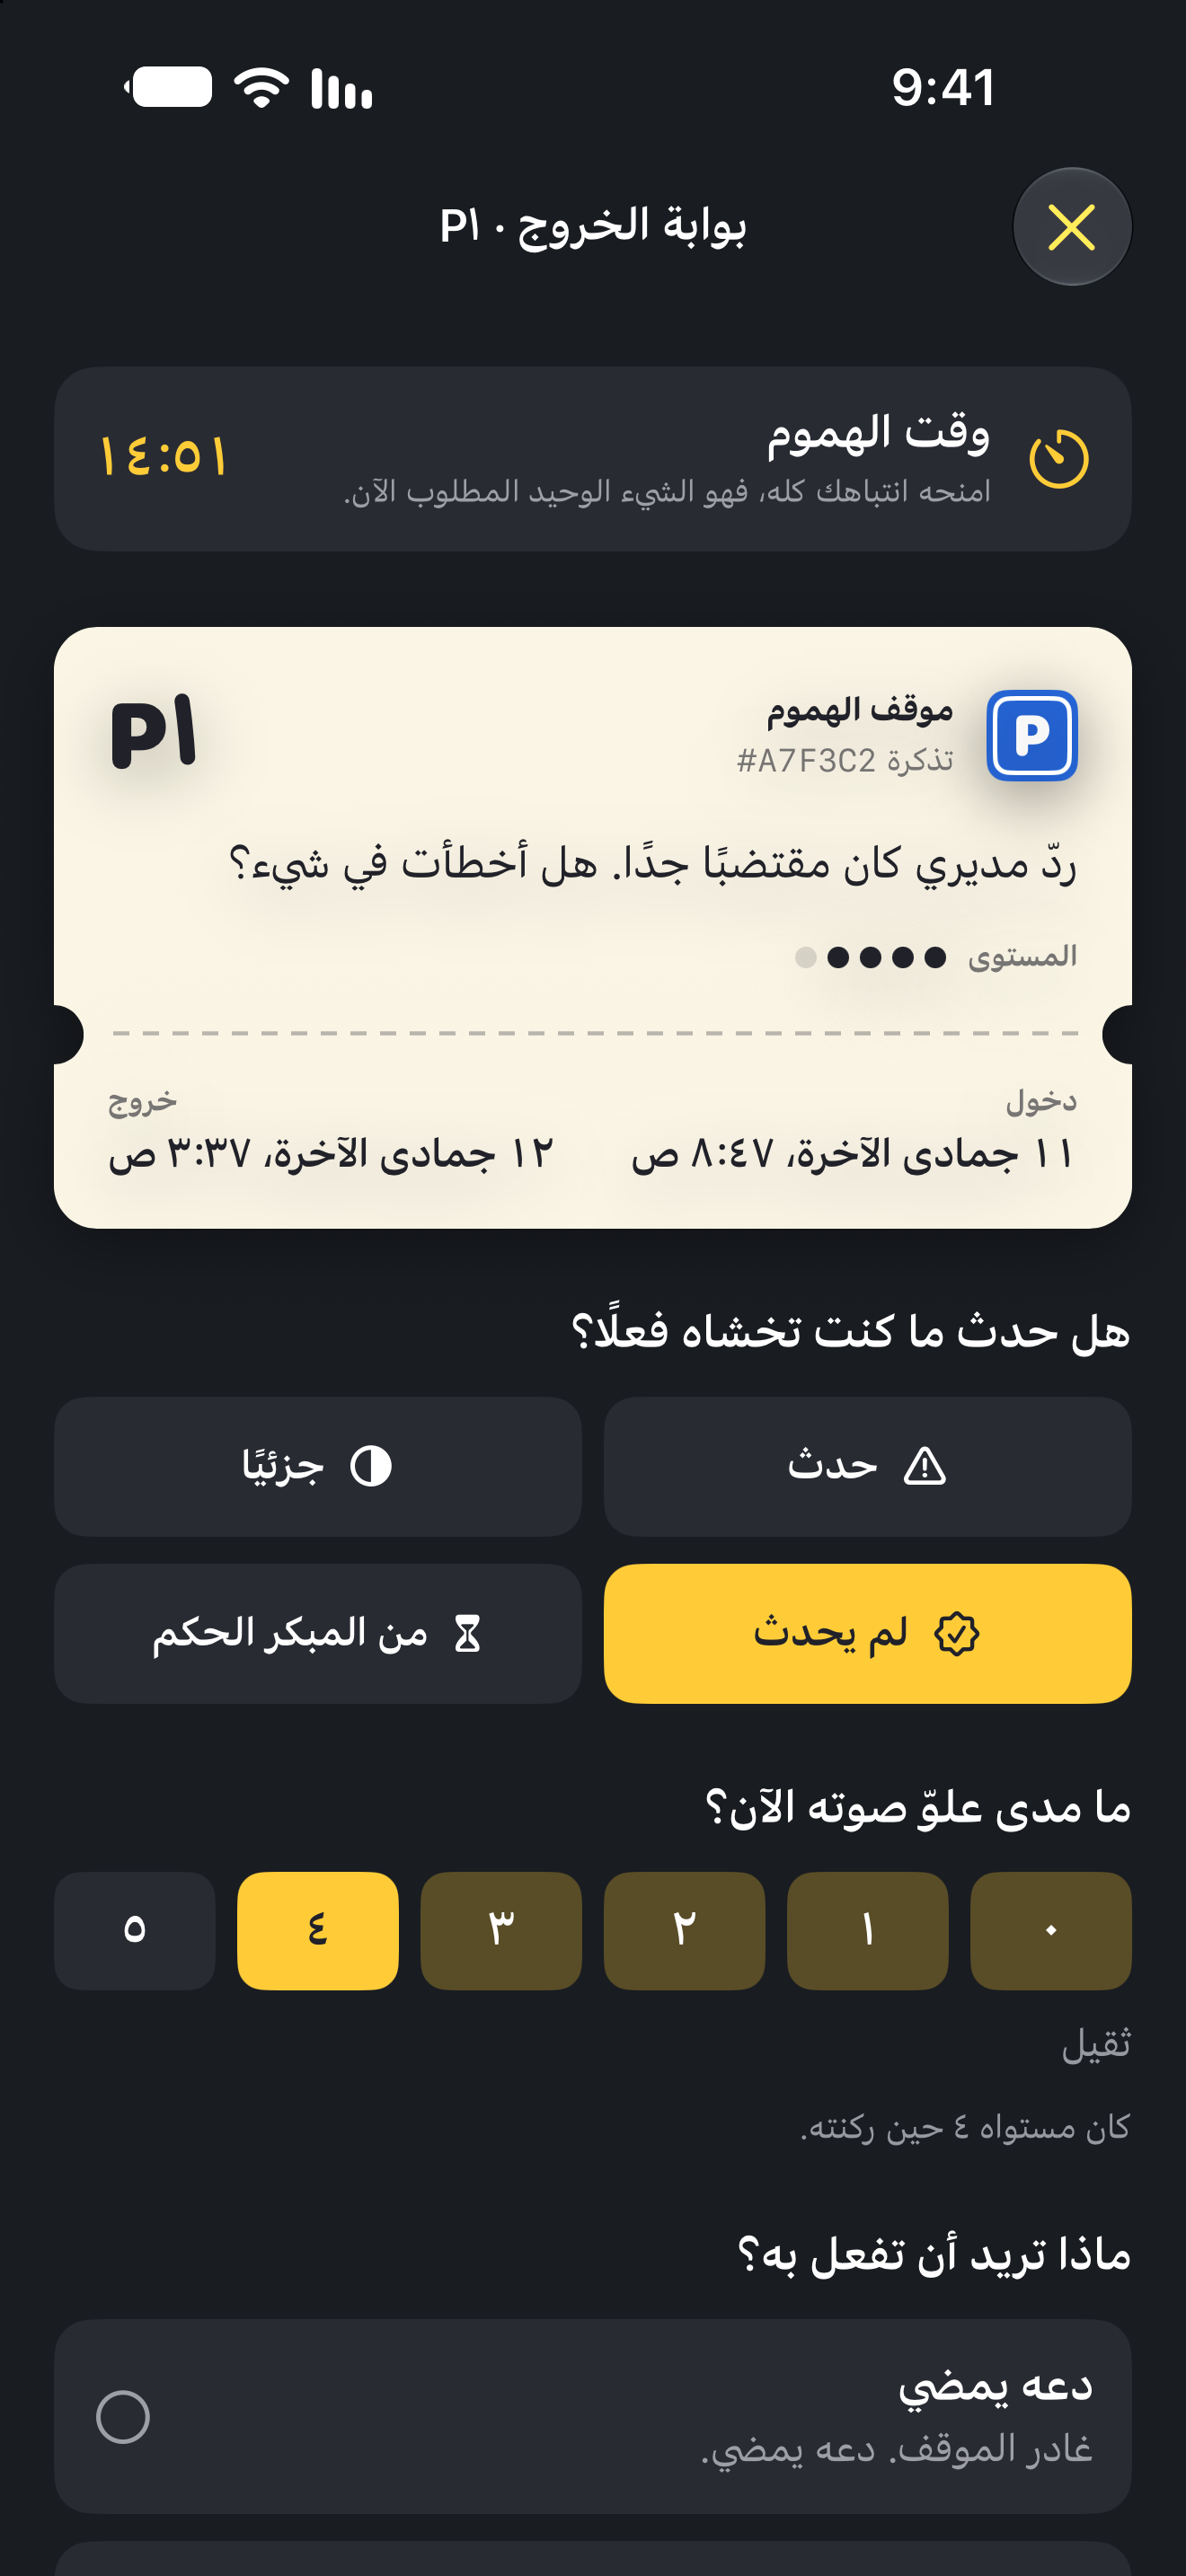 9:41
بوابة الخروج · P١
وقت الهموم
امنحه انتباهك كله، فهو الشيء الوحيد المطلوب الآن.
١٤:٥١
P
موقف الهموم
تذكرة #A7F3C2
P١
ردّ مديري كان مقتضبًا جدًا. هل أخطأت في شيء؟
المستوى
دخول
خروج
١١ جمادى الآخرة، ٨:٤٧ ص
١٢ جمادى الآخرة، ٣:٣٧ ص
هل حدث ما كنت تخشاه فعلًا؟
حدث
جزئيًا
لم يحدث
من المبكر الحكم
ما مدى علوّ صوته الآن؟
٠ ١ ٢ ٣ ٤ ٥
ثقيل
كان مستواه ٤ حين ركنته.
ماذا تريد أن تفعل به؟
دعه يمضي
غادر الموقف. دعه يمضي.